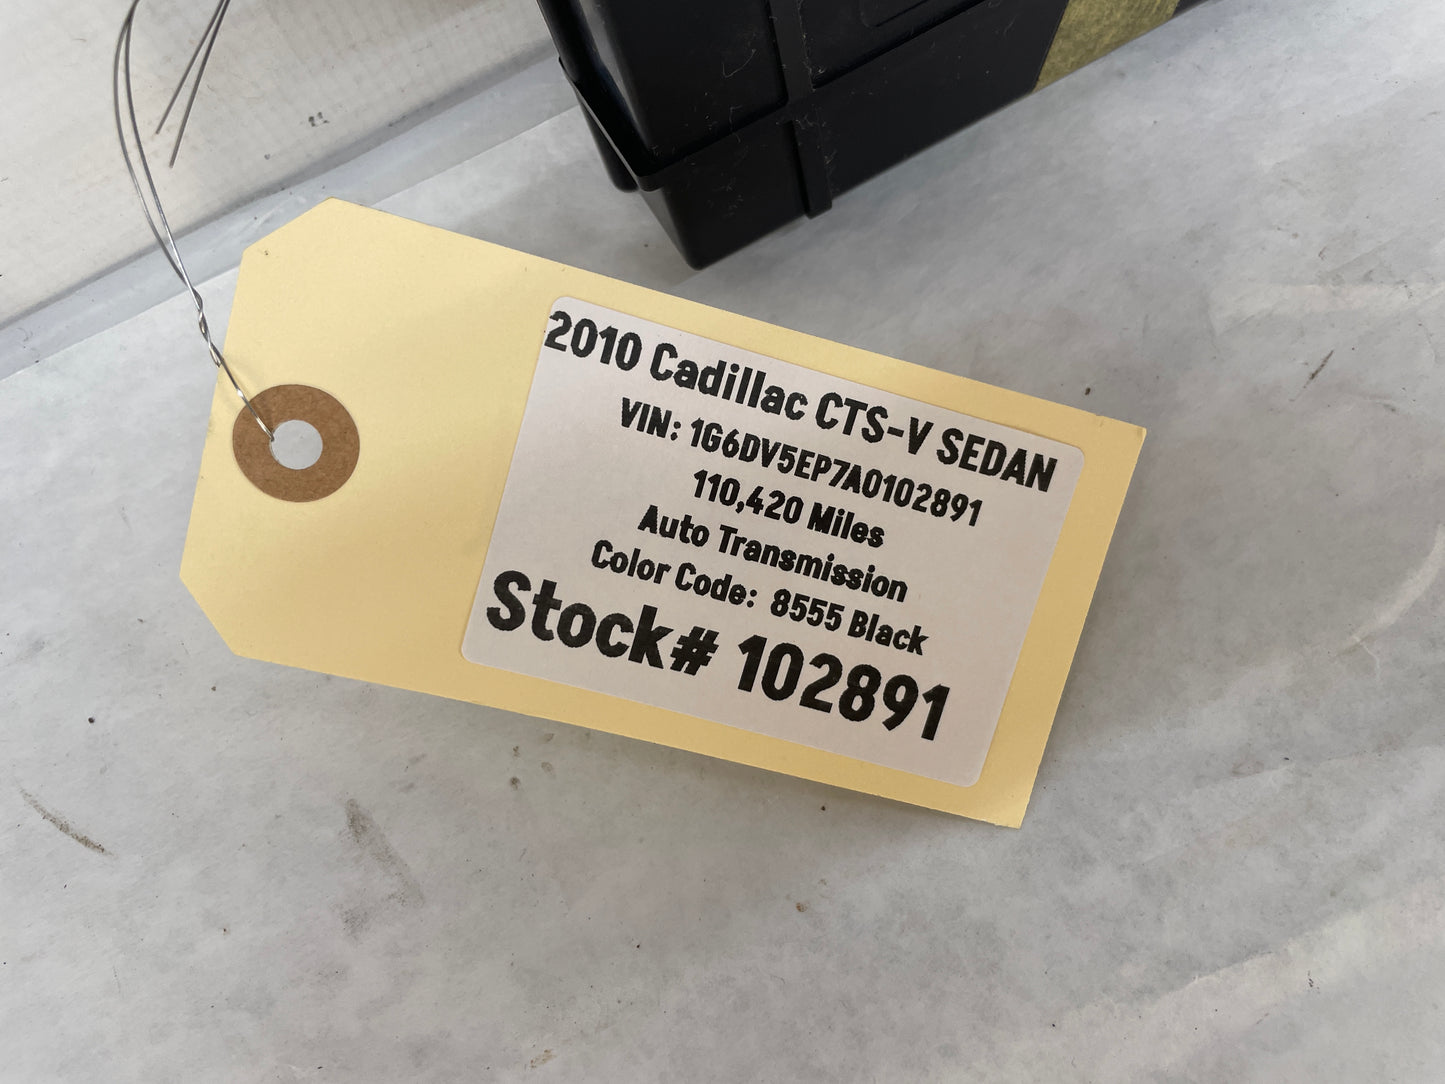 2010 Cadillac CTS-V SEDAN
VIN: 1G6DV5EP7A0102891
110,420 Miles
Auto Transmission
Color Code: 8555 Black
Stock# 102891